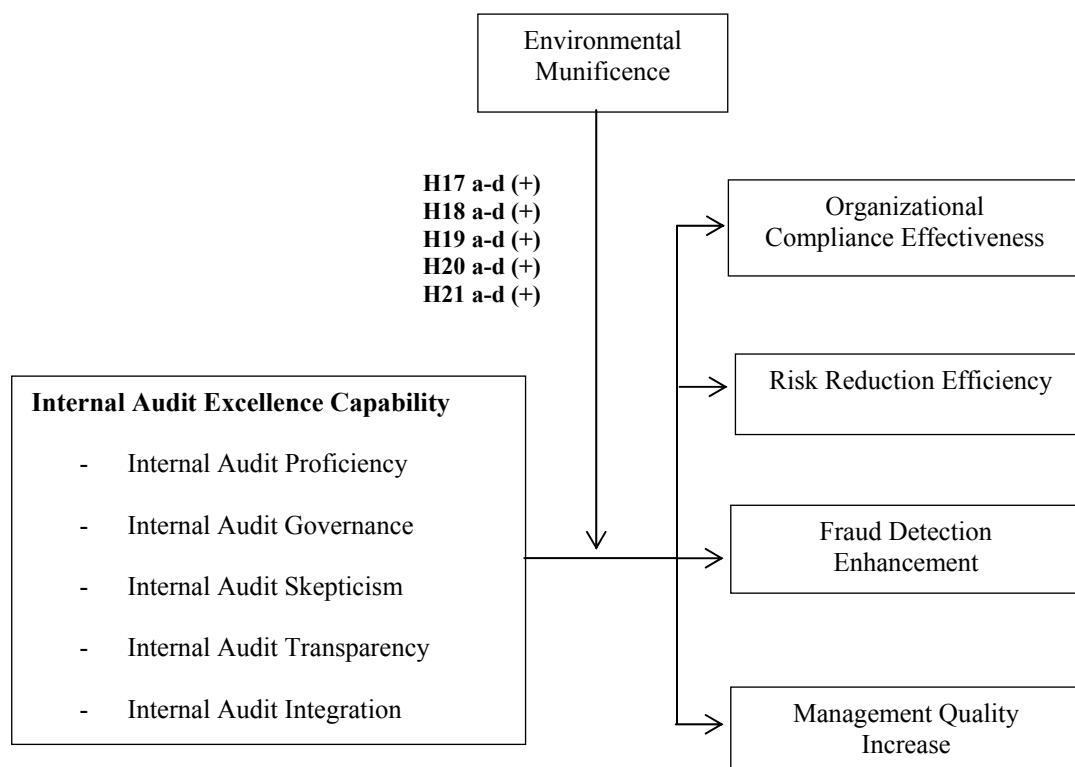 Environmental
Munificence
H17 a-d (+)
H18 a-d (+)
H19 a-d (+)
H20 a-d (+)
H21 a-d (+)
Organizational
Compliance Effectiveness
Risk Reduction Efficiency
Internal Audit Excellence Capability
- Internal Audit Proficiency
- Internal Audit Governance
- Internal Audit Skepticism
- Internal Audit Transparency
- Internal Audit Integration
Fraud Detection
Enhancement
Management Quality
Increase